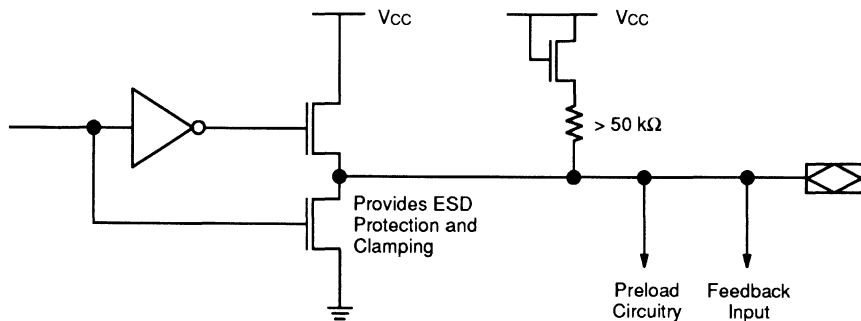 VCC
VCC
> 50 kΩ
Provides ESD
Protection and
Clamping
Preload
Circuitry
Feedback
Input